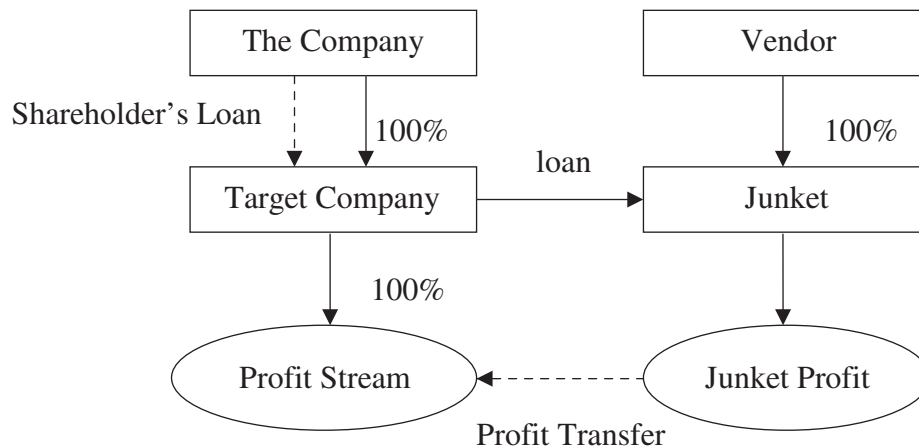 The Company
Vendor
Shareholder’s Loan
100%
100%
loan
Target Company
Junket
100%
Profit Stream
Junket Profit
Profit Transfer